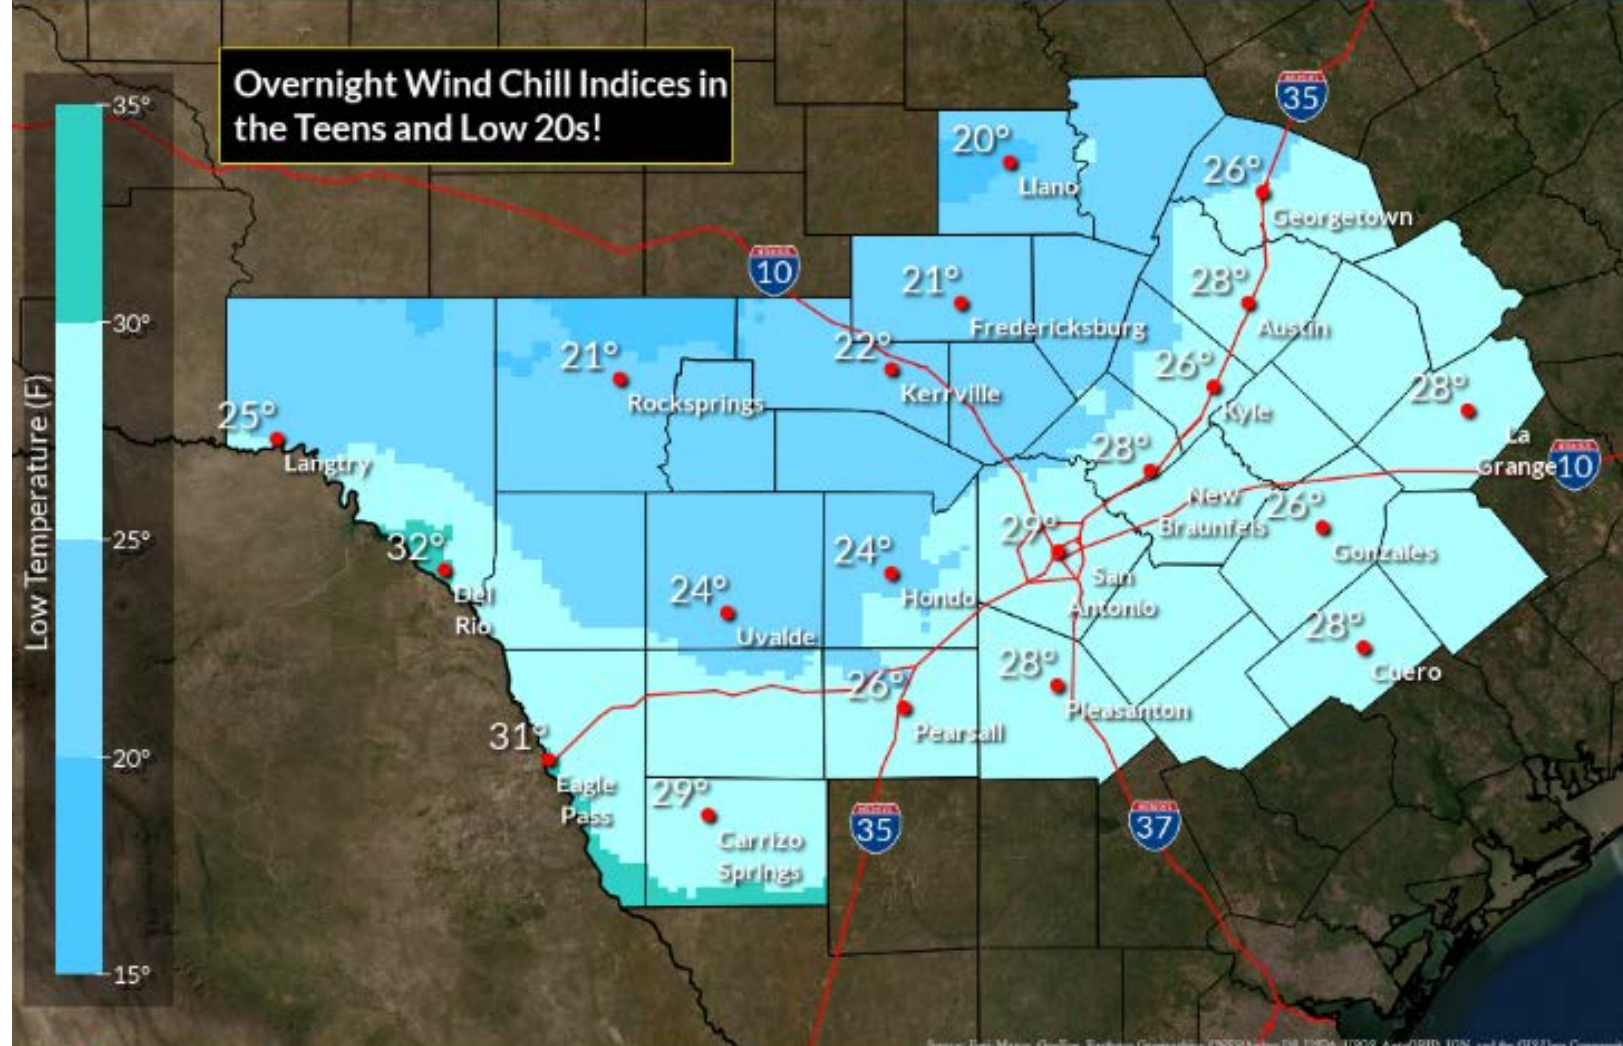 Overnight Wind Chill Indices in
the Teens and Low 20s!
Low Temperature (F)
35°
30°
25°
20°
15°
35
20°
Llano
26°
Georgetown
10
21°
Fredericksburg
28°
Austin
21°
Rocksprings
22°
Kerrville
26°
Kyle
28°
La
Grange
10
25°
Langtry
28°
New
Braunfels
26°
Gonzales
32°
Del
Rio
24°
Uvalde
24°
Hondo
29°
San
Antonio
28°
Cuero
31°
Eagle
Pass
26°
Pearsall
28°
Pleasanton
29°
Carrizo
Springs
35
37